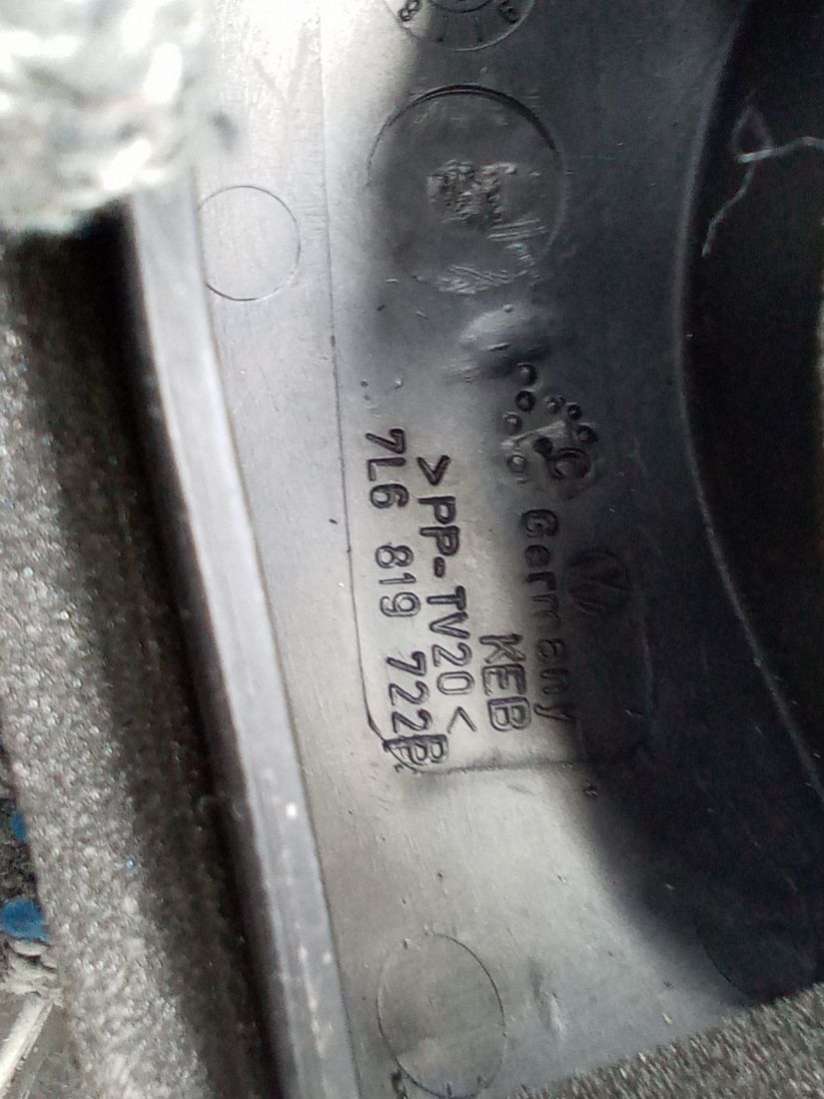 Germany
KEB
>PP-TV20<
7L6 819 722B